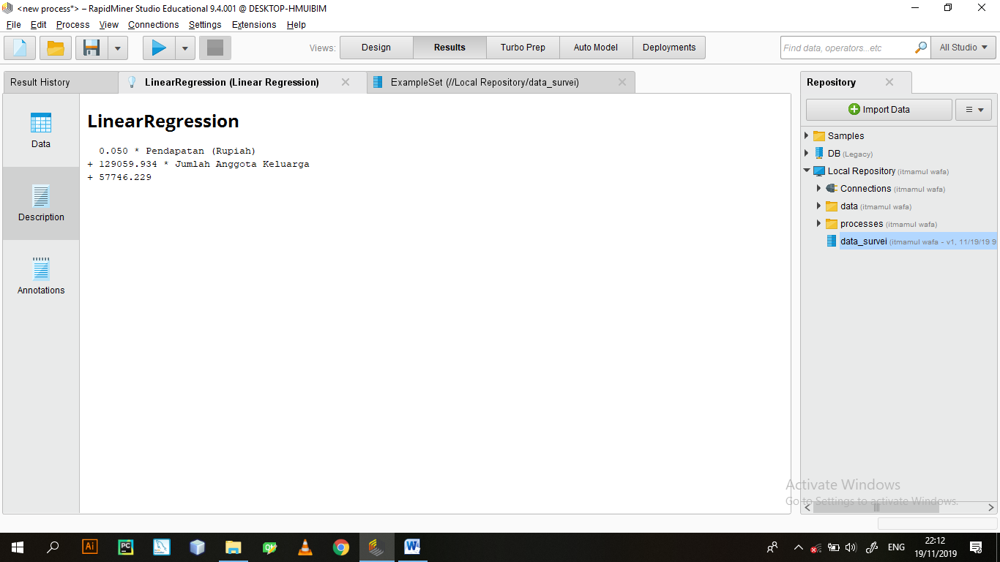 <new process*> – RapidMiner Studio Educational 9.4.001 @ DESKTOP-HMUIBIM
File Edit Process View Connections Settings Extensions Help
Views: Design Results Turbo Prep Auto Model Deployments Find data, operators...etc All Studio
Result History LinearRegression (Linear Regression) ExampleSet (//Local Repository/data_survei)
Data
Description
Annotations
LinearRegression
0.050 * Pendapatan (Rupiah)
+ 129059.934 * Jumlah Anggota Keluarga
+ 57746.229
Repository
Import Data
Samples
DB (Legacy)
Local Repository (itmamul wafa)
Connections (itmamul wafa)
data (itmamul wafa)
processes (itmamul wafa)
data_survei (itmamul wafa - v1, 11/19/19 9
Activate Windows
Go to Settings to activate Windows.
Ai PC W ENG 22:12
19/11/2019